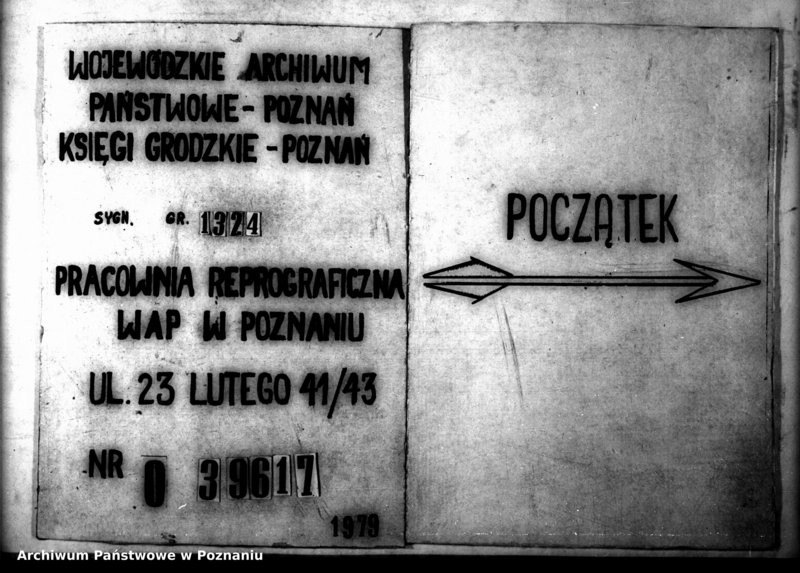 WOJEWÓDZKIE ARCHIWUM
PAŃSTWOWE - POZNAŃ
KSIĘGI GRODZKIE - POZNAŃ
SYGN. GR. 1324
PRACOWNIA REPROGRAFICZNA
WAP W POZNANIU
UL. 23 LUTEGO 41/43
NR 0 39617
1979
POCZĄTEK
Archiwum Państwowe w Poznaniu